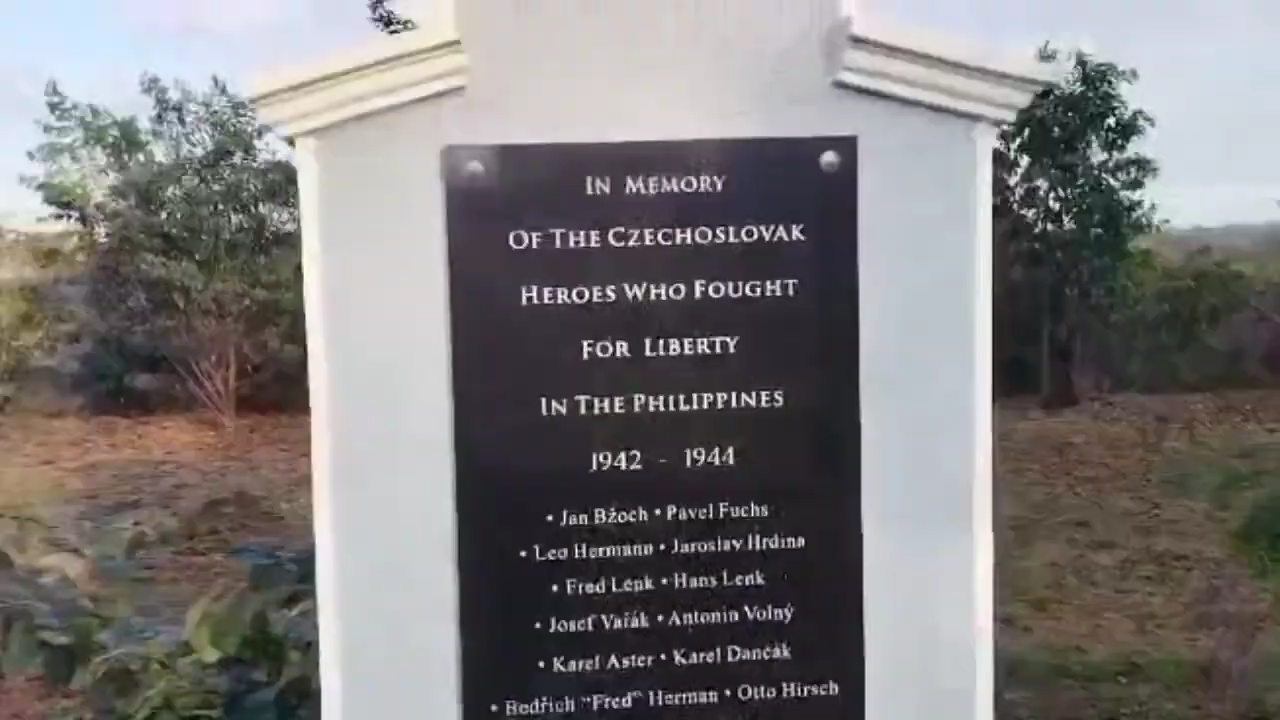 IN MEMORY
OF THE CZECHOSLOVAK
HEROES WHO FOUGHT
FOR LIBERTY
IN THE PHILIPPINES
1942 - 1944
• Jan Bžoch • Pavel Fuchs
• Leo Hermann • Jaroslav Hrdina
• Fred Lenk • Hans Lenk
• Josef Vařák • Antonin Volný
• Karel Aster • Karel Dančák
• Bedřich "Fred" Herman • Otto Hirsch